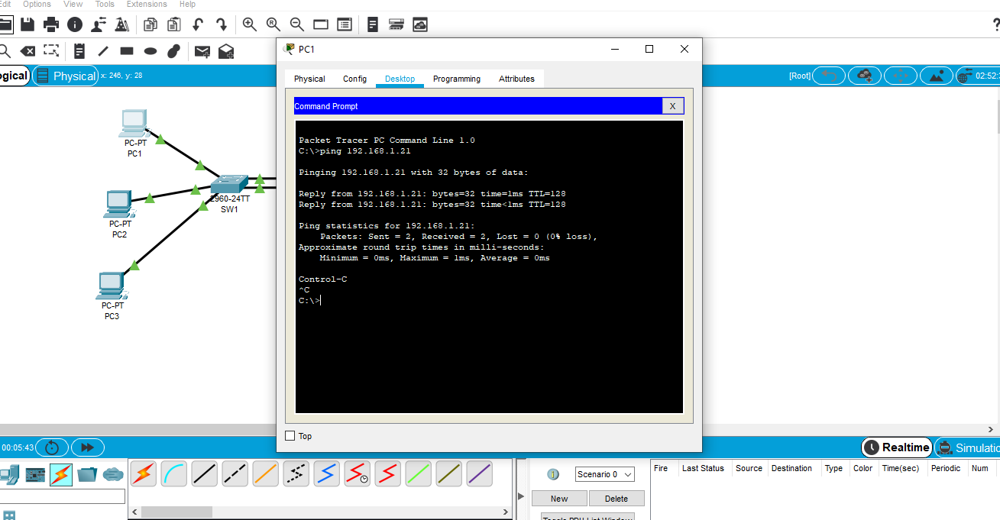 Edit Options View Tools Extensions Help
PC1
Logical Physical x: 246, y: 28 [Root] 02:52:
Physical Config Desktop Programming Attributes
Command Prompt X
Packet Tracer PC Command Line 1.0
C:\>ping 192.168.1.21
Pinging 192.168.1.21 with 32 bytes of data:
Reply from 192.168.1.21: bytes=32 time=1ms TTL=128
Reply from 192.168.1.21: bytes=32 time<1ms TTL=128
Ping statistics for 192.168.1.21:
Packets: Sent = 2, Received = 2, Lost = 0 (0% loss),
Approximate round trip times in milli-seconds:
Minimum = 0ms, Maximum = 1ms, Average = 0ms
Control-C
^C
C:\>
PC-PT
PC1
2960-24TT
SW1
PC-PT
PC2
PC-PT
PC3
Top
00:05:43
Realtime Simulatio
Scenario 0
New Delete
Toggle PDU List Window
Fire Last Status Source Destination Type Color Time(sec) Periodic Num